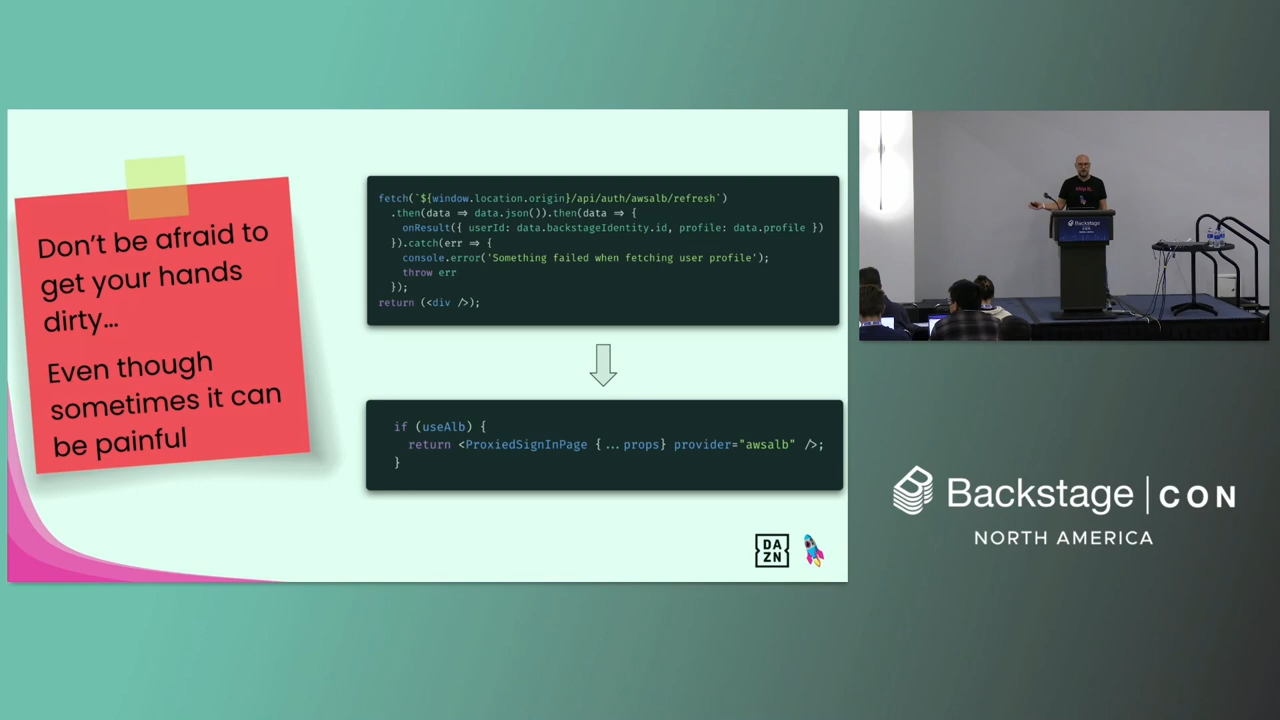 Don't be afraid to
get your hands
dirty...
Even though
sometimes it can
be painful
fetch(`${window.location.origin}/api/auth/awsalb/refresh`)
.then(data => data.json()).then(data => {
onResult({ userId: data.backstageIdentity.id, profile: data.profile })
}).catch(err => {
console.error('Something failed when fetching user profile');
throw err
});
return (<div />);
if (useAlb) {
return <ProxiedSignInPage {...props} provider="awsalb" />;
}
DA
ZN
Backstage
Backstage | CON
NORTH AMERICA